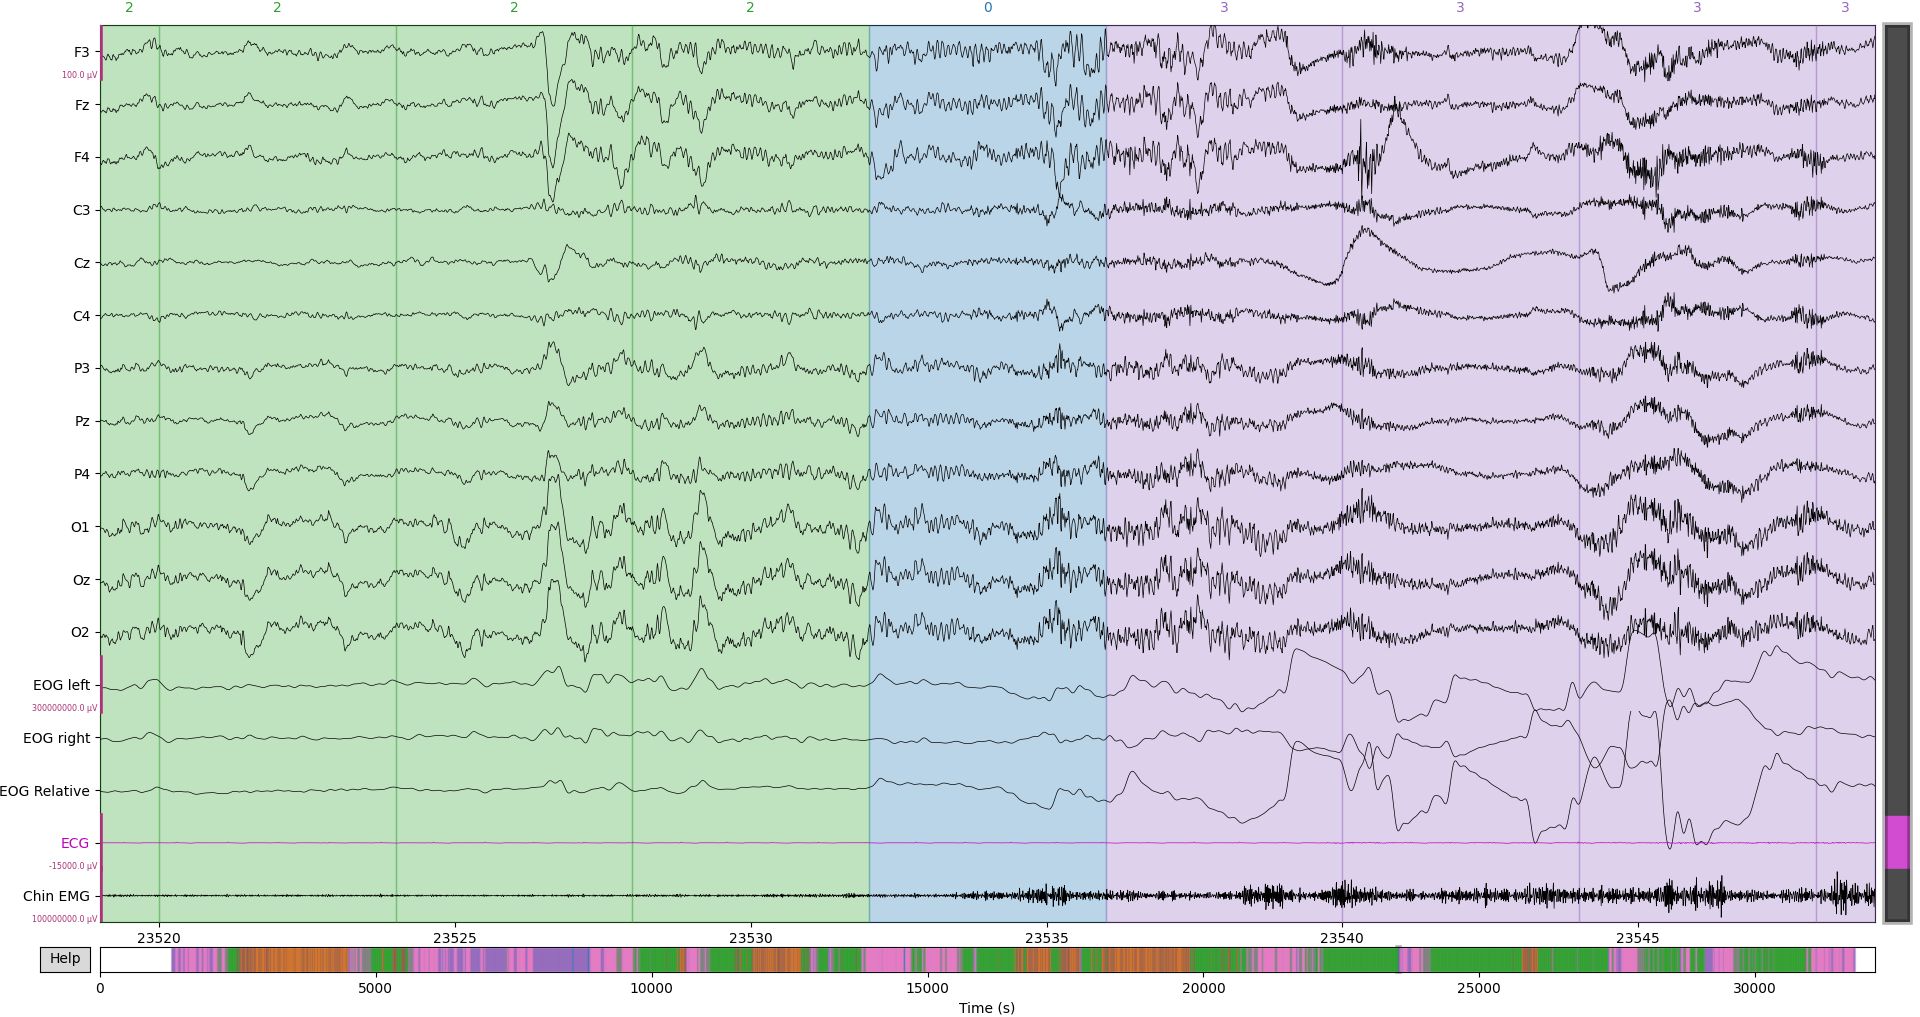 2 2 2 2 0 3 3 3 3
F3
100.0 µV
Fz
F4
C3
Cz
C4
P3
Pz
P4
O1
Oz
O2
EOG left
300000000.0 µV
EOG right
EOG Relative
ECG
-15000.0 µV
Chin EMG
100000000.0 µV
23520 23525 23530 23535 23540 23545
Help
0 5000 10000 15000 20000 25000 30000
Time (s)